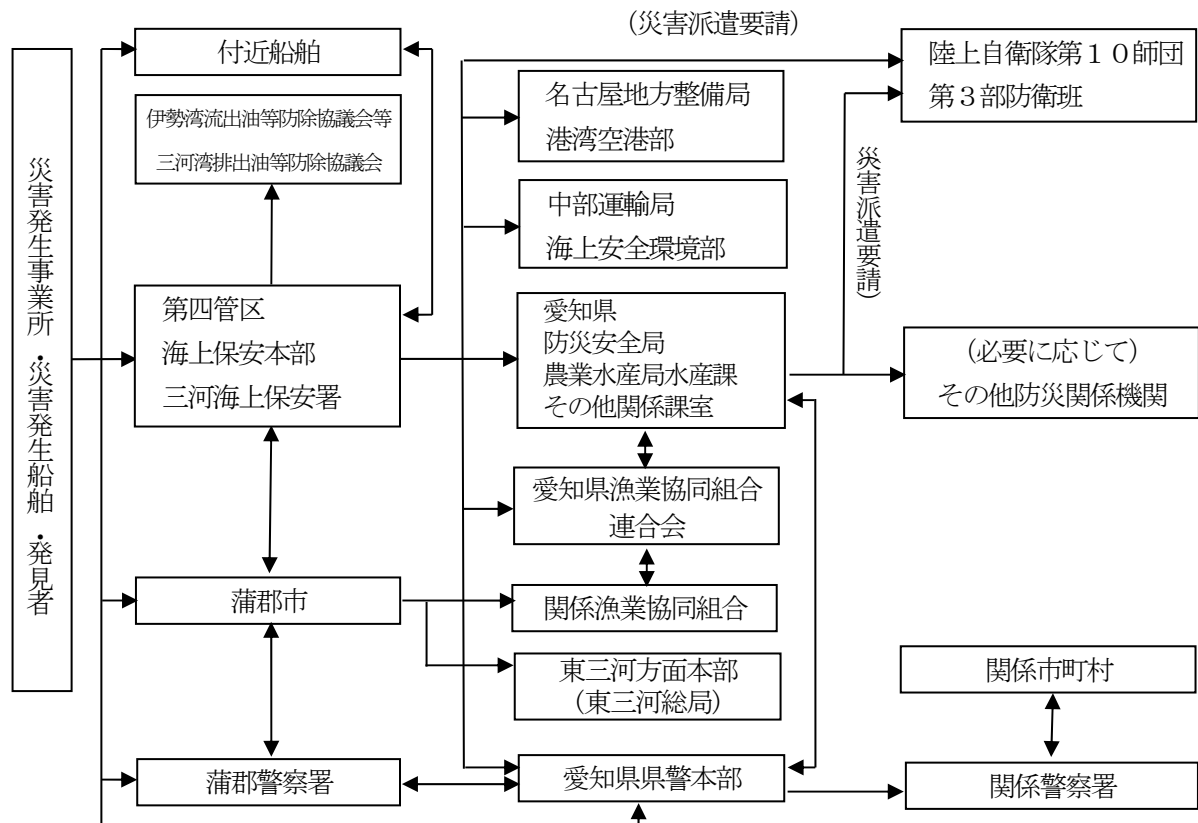 災害発生事業所・災害発生船舶・発見者
付近船舶
伊勢湾流出油等防除協議会等
三河湾排出油等防除協議会
第四管区
海上保安本部
三河海上保安署
蒲郡市
蒲郡警察署
(災害派遣要請)
名古屋地方整備局
港湾空港部
中部運輸局
海上安全環境部
愛知県
防災安全局
農業水産局水産課
その他関係課室
愛知県漁業協同組合
連合会
関係漁業協同組合
東三河方面本部
(東三河総局)
愛知県県警本部
陸上自衛隊第10師団
第3部防衛班
災害派遣要請)
(必要に応じて)
その他防災関係機関
関係市町村
関係警察署